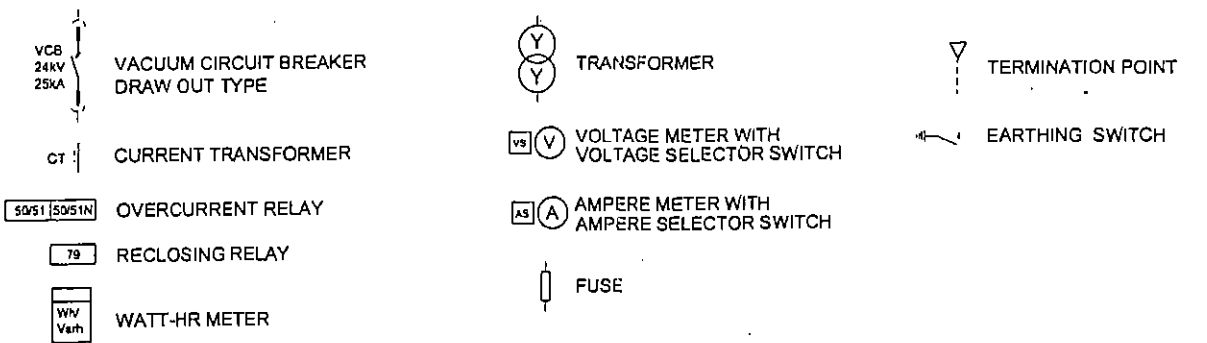 VCB
24kV
25kA
VACUUM CIRCUIT BREAKER
DRAW OUT TYPE
CT
CURRENT TRANSFORMER
50/51 50/51N
OVERCURRENT RELAY
79
RECLOSING RELAY
Varh
WATT-HR METER
Y
Y
TRANSFORMER
VS V
VOLTAGE METER WITH
VOLTAGE SELECTOR SWITCH
AS A
AMPERE METER WITH
AMPERE SELECTOR SWITCH
FUSE
TERMINATION POINT
EARTHING SWITCH